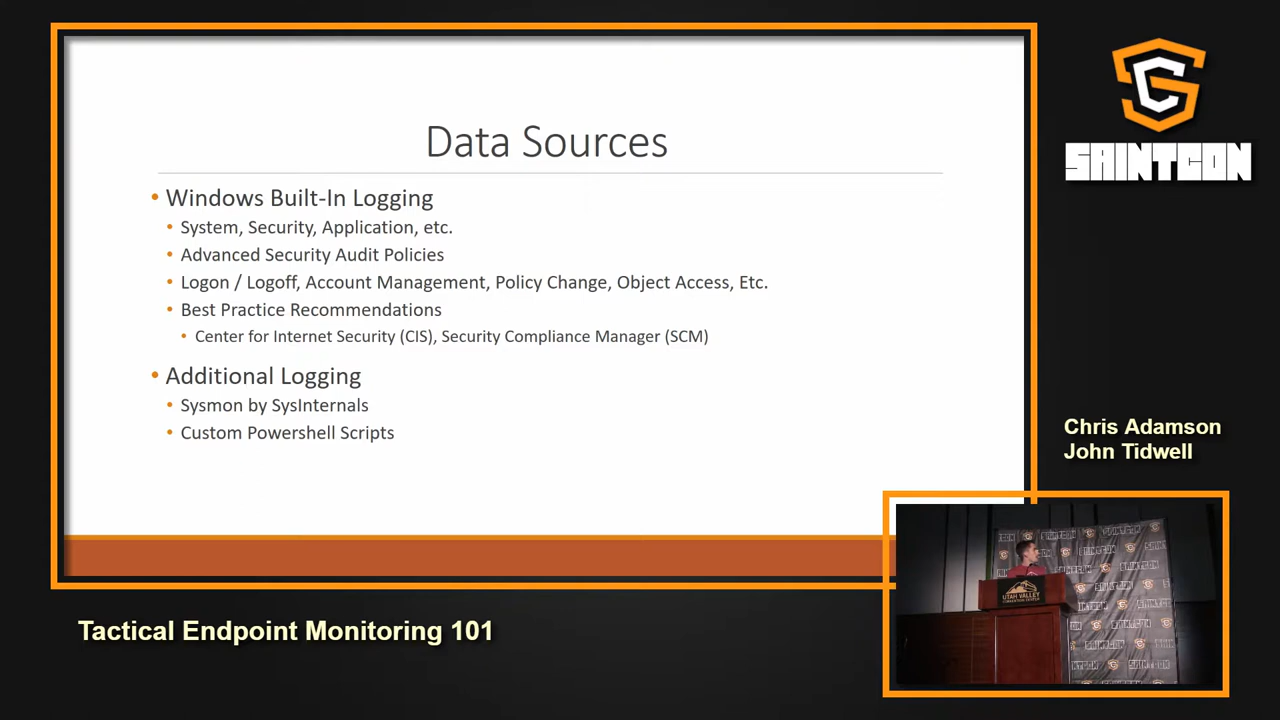 Data Sources
• Windows Built-In Logging
• System, Security, Application, etc.
• Advanced Security Audit Policies
• Logon / Logoff, Account Management, Policy Change, Object Access, Etc.
• Best Practice Recommendations
• Center for Internet Security (CIS), Security Compliance Manager (SCM)
• Additional Logging
• Sysmon by SysInternals
• Custom Powershell Scripts
SAINTCON
Chris Adamson
John Tidwell
UTAH VALLEY
CONVENTION CENTER
Tactical Endpoint Monitoring 101